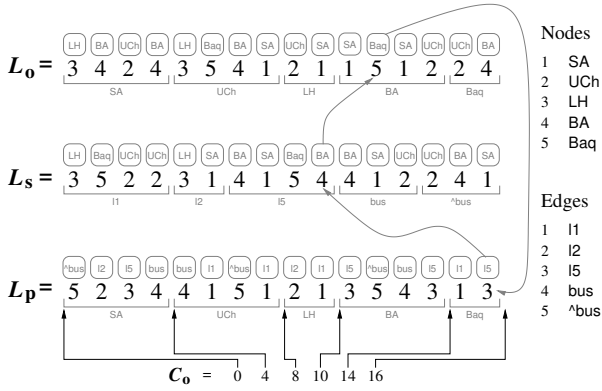 LH BA UCh BA LH Baq BA SA UCh SA SA Baq SA UCh UCh BA
Lo = 3 4 2 4 3 5 4 1 2 1 1 5 1 2 2 4
SA UCh LH BA Baq
LH Baq UCh UCh LH SA BA SA Baq BA BA SA UCh UCh BA SA
Ls = 3 5 2 2 3 1 4 1 5 4 4 1 2 2 4 1
l1 l2 l5 bus ^bus
^bus l2 l5 bus bus l1 ^bus l1 l2 l1 l5 ^bus bus l5 l1 l5
Lp = 5 2 3 4 4 1 5 1 2 1 3 5 4 3 1 3
SA UCh LH BA Baq
Co = 0 4 8 10 14 16
Nodes
1 SA
2 UCh
3 LH
4 BA
5 Baq
Edges
1 l1
2 l2
3 l5
4 bus
5 ^bus